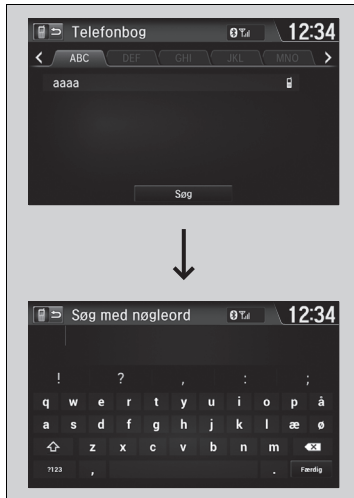 Telefonbog 12:34
ABC DEF GHI JKL MNO
aaaa
Søg
Søg med nøgleord 12:34
! ? , : ;
q w e r t y u i o p å
a s d f g h j k l æ ø
z x c v b n m
?123 , . Færdig